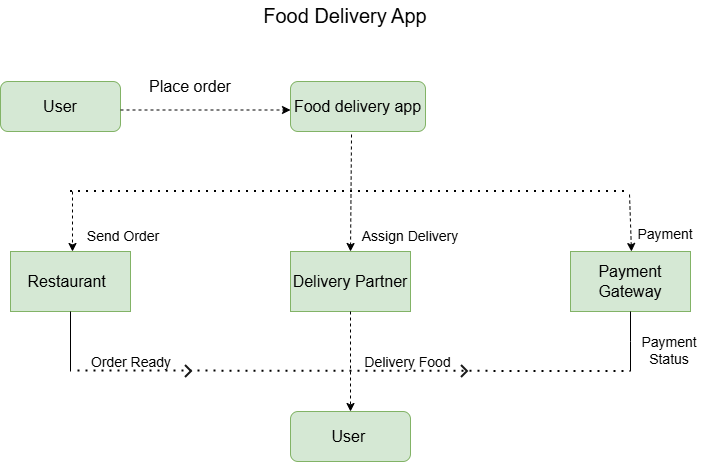 Food Delivery App
Place order
User
Food delivery app
Send Order
Assign Delivery
Payment
Restaurant
Delivery Partner
Payment
Gateway
Order Ready
Delivery Food
Payment
Status
User